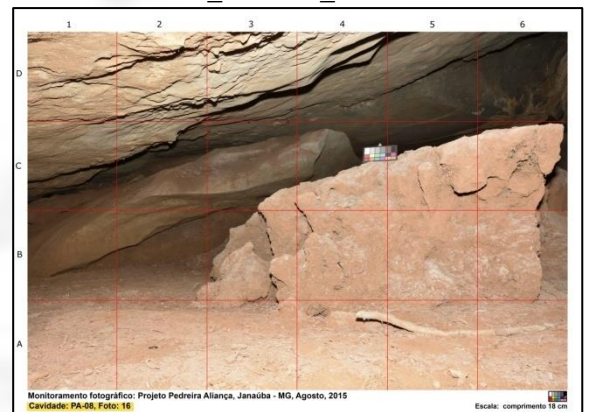 1 2 3 4 5 6
D
C
B
A
Monitoramento fotográfico: Projeto Pedreira Aliança, Janaúba - MG, Agosto, 2015
Cavidade: PA-08, Foto: 16
Escala: comprimento 18 cm